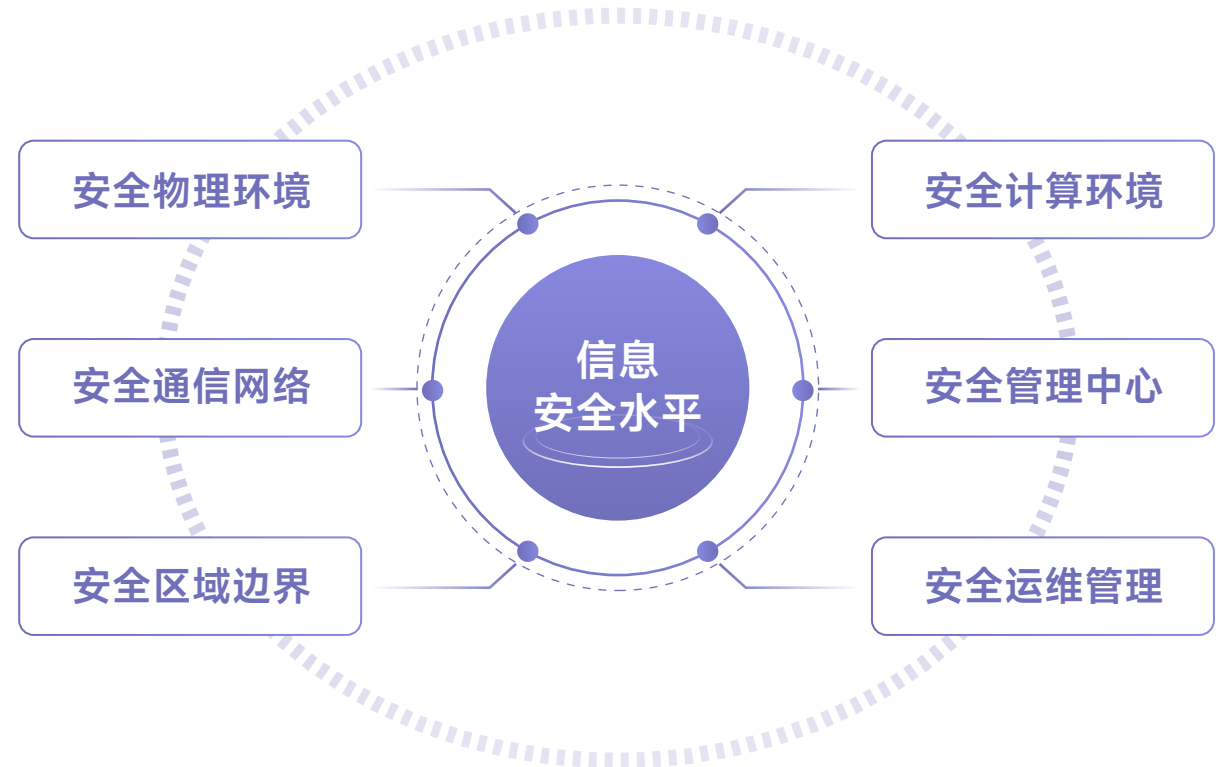 安全物理环境
安全计算环境
信息
安全水平
安全通信网络
安全管理中心
安全区域边界
安全运维管理